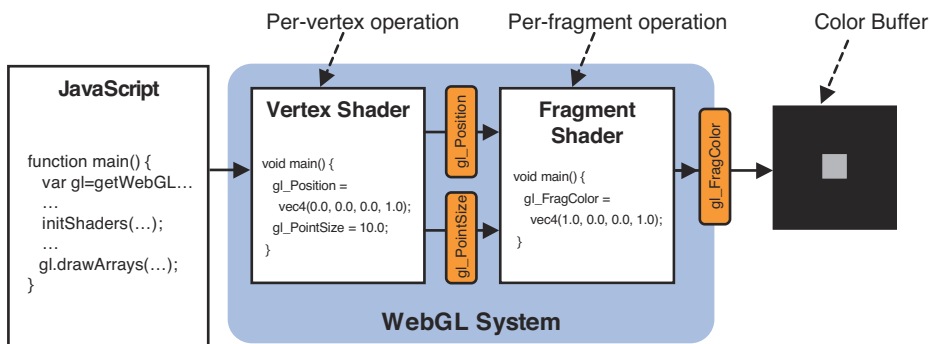 Per-vertex operation
Per-fragment operation
Color Buffer
JavaScript
function main() {
var gl=getWebGL…
…
initShaders(…);
…
gl.drawArrays(…);
}
Vertex Shader
void main() {
gl_Position =
vec4(0.0, 0.0, 0.0, 1.0);
gl_PointSize = 10.0;
}
gl_Position
gl_PointSize
Fragment
Shader
void main() {
gl_FragColor =
vec4(1.0, 0.0, 0.0, 1.0);
}
gl_FragColor
WebGL System